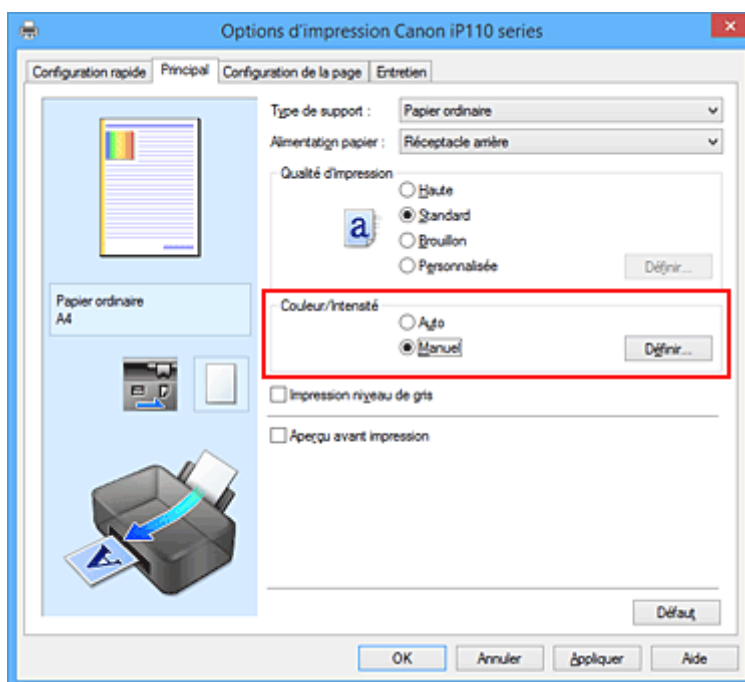 Options d'impression Canon iP110 series
Configuration rapide Principal Configuration de la page Entretien
Type de support : Papier ordinaire
Alimentation papier : Réceptacle arrière
Qualité d'impression
Haute
Standard
Brouillon
Personnalisée Définir...
Papier ordinaire
A4
Couleur/Intensité
Auto
Manuel Définir...
Impression niveau de gris
Aperçu avant impression
Défaut
OK Annuler Appliquer Aide